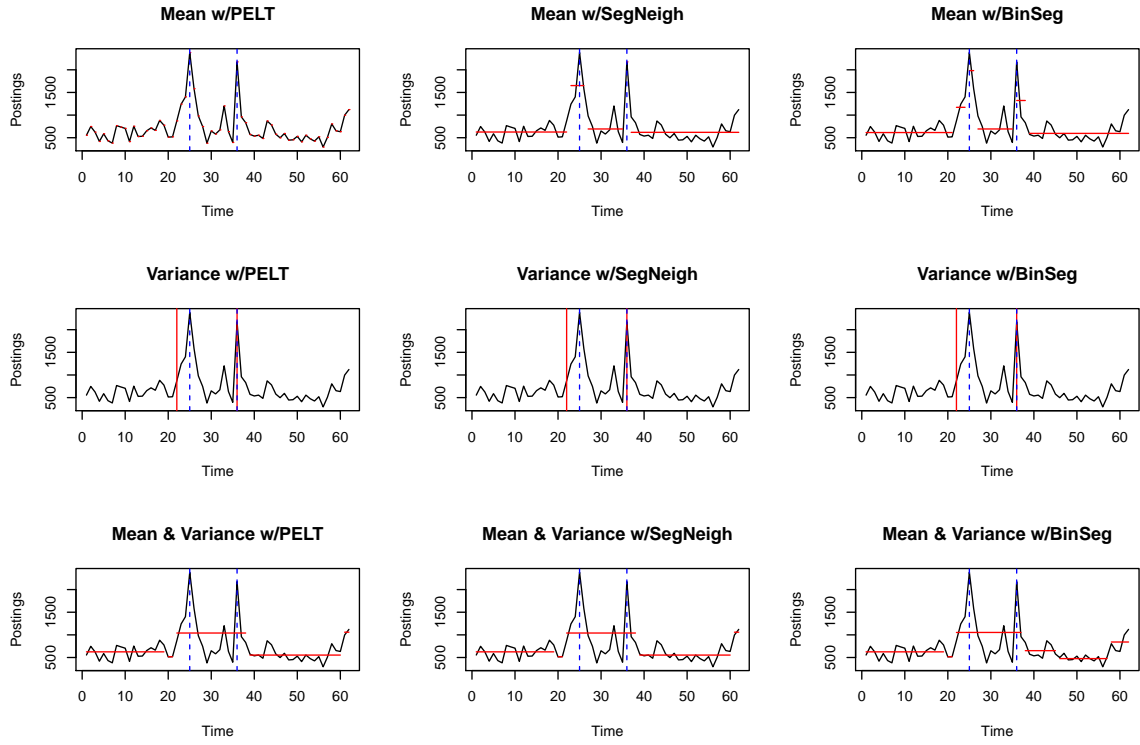 Mean w/PELT
Postings
500 1500
0 10 20 30 40 50 60
Time
Mean w/SegNeigh
Postings
500 1500
0 10 20 30 40 50 60
Time
Mean w/BinSeg
Postings
500 1500
0 10 20 30 40 50 60
Time
Variance w/PELT
Postings
500 1500
0 10 20 30 40 50 60
Time
Variance w/SegNeigh
Postings
500 1500
0 10 20 30 40 50 60
Time
Variance w/BinSeg
Postings
500 1500
0 10 20 30 40 50 60
Time
Mean & Variance w/PELT
Postings
500 1500
0 10 20 30 40 50 60
Time
Mean & Variance w/SegNeigh
Postings
500 1500
0 10 20 30 40 50 60
Time
Mean & Variance w/BinSeg
Postings
500 1500
0 10 20 30 40 50 60
Time